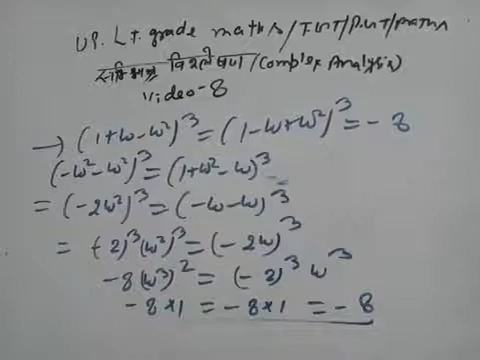 UP. L.T. grade maths/TGT/PGT/maths
विश्लेषण/(Complex Analysis)
Video-8
→ (1+ω-ω²)³=(1-ω+ω²)³=-8
(-ω²-ω²)³=(1+ω²-ω)³
=(-2ω²)³=(-ω-ω)³
=(-2)³(ω²)³=(-2ω)³
-8(ω³)²=(-2)³ω³
-8×1=-8×1=-8